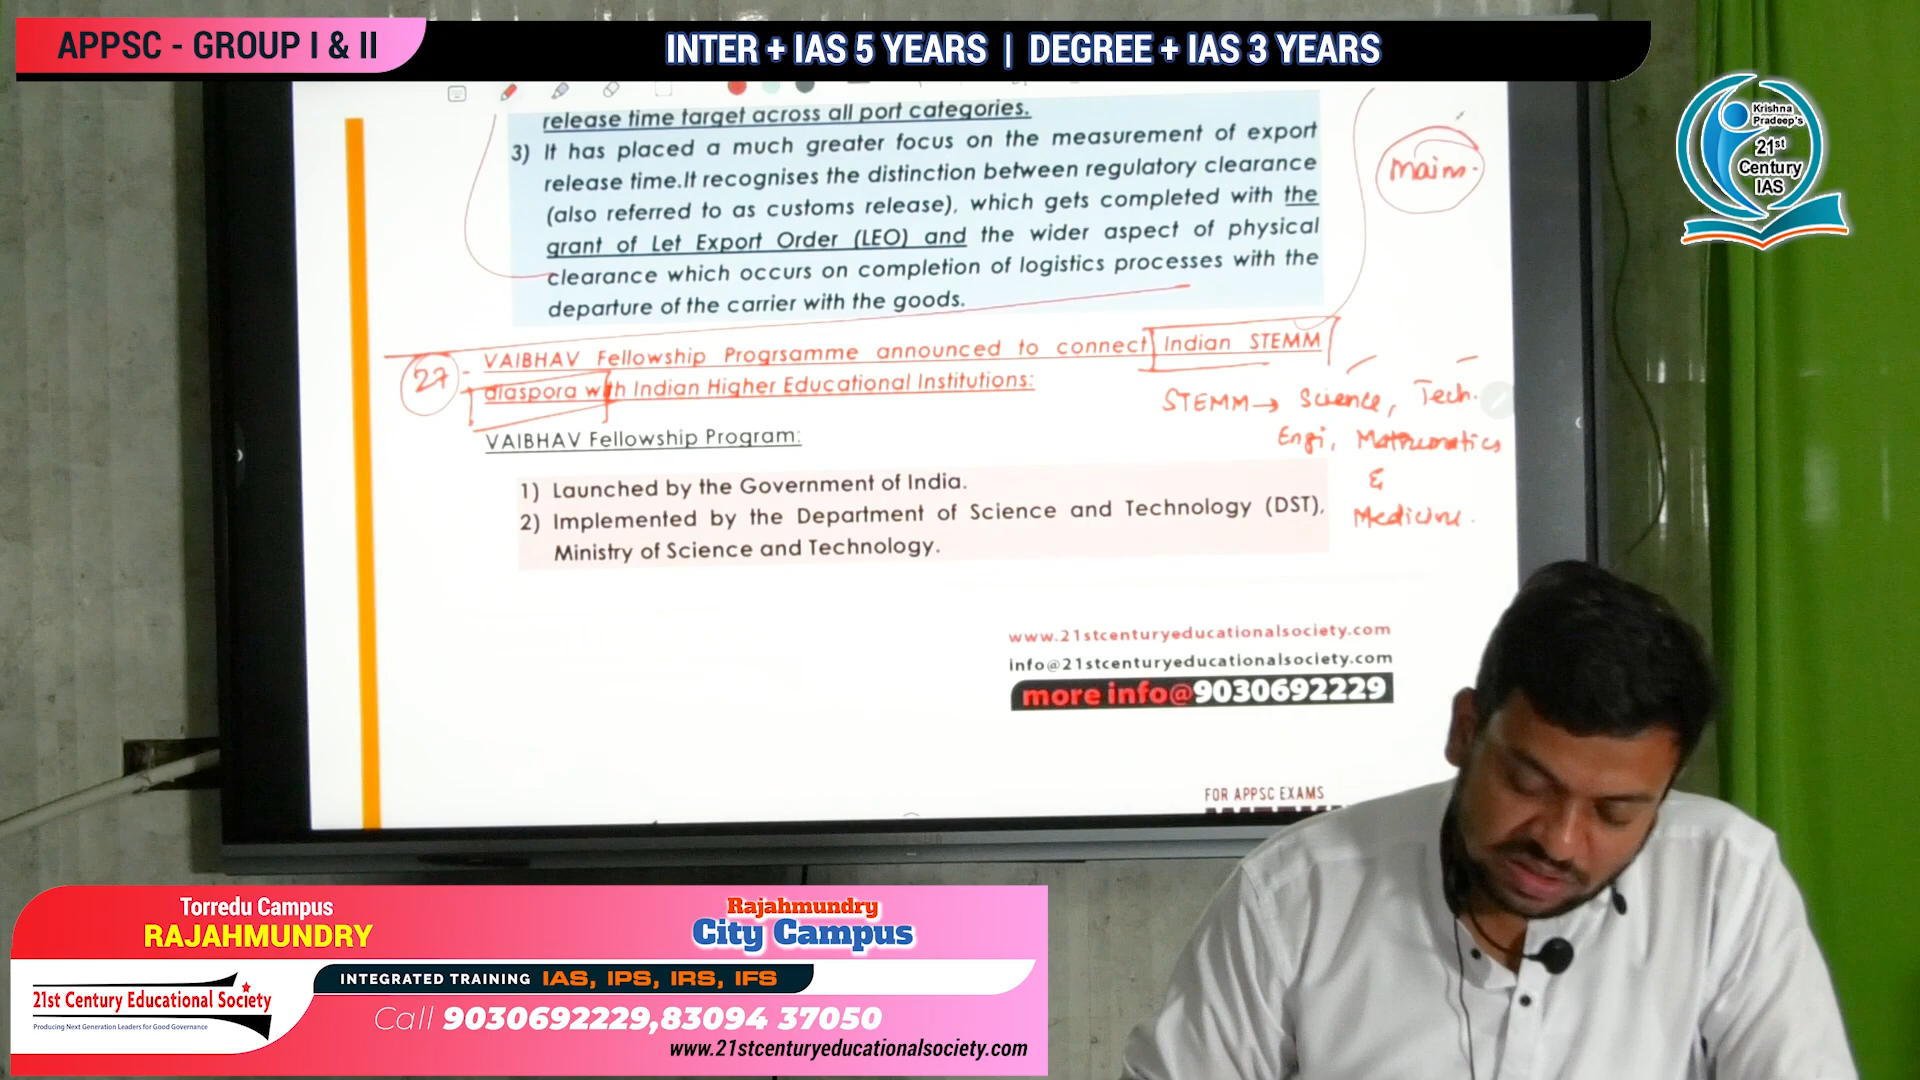 APPSC - GROUP I & II
INTER + IAS 5 YEARS | DEGREE + IAS 3 YEARS
Krishna
Pradeep's
21st
Century
IAS
release time target across all port categories.
3) It has placed a much greater focus on the measurement of export
release time.It recognises the distinction between regulatory clearance
(also referred to as customs release), which gets completed with the
grant of Let Export Order (LEO) and the wider aspect of physical
clearance which occurs on completion of logistics processes with the
departure of the carrier with the goods.
Mains.
27 - VAIBHAV Fellowship Progrsamme announced to connect Indian STEMM
diaspora with Indian Higher Educational Institutions:
STEMM → Science, Tech.
Engi, Mathematics
&
Medicine.
VAIBHAV Fellowship Program:
1) Launched by the Government of India.
2) Implemented by the Department of Science and Technology (DST),
Ministry of Science and Technology.
www.21stcenturyeducationalsociety.com
info@21stcenturyeducationalsociety.com
more info@9030692229
FOR APPSC EXAMS
Torredu Campus
RAJAHMUNDRY
Rajahmundry
City Campus
21st Century Educational Society
Producing Next Generation Leaders for Good Governance
INTEGRATED TRAINING IAS, IPS, IRS, IFS
Call 9030692229,83094 37050
www.21stcenturyeducationalsociety.com